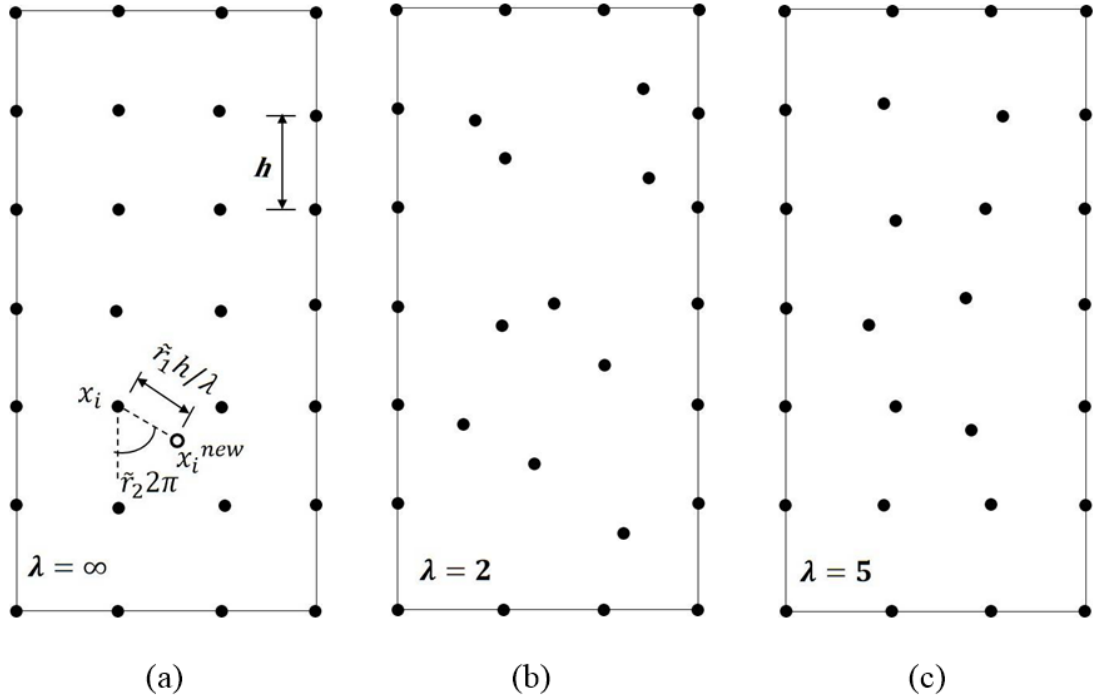 h
r̃₁h/λ
xᵢ
xᵢⁿᵉʷ
r̃₂2π
λ = ∞
λ = 2
λ = 5
(a)
(b)
(c)